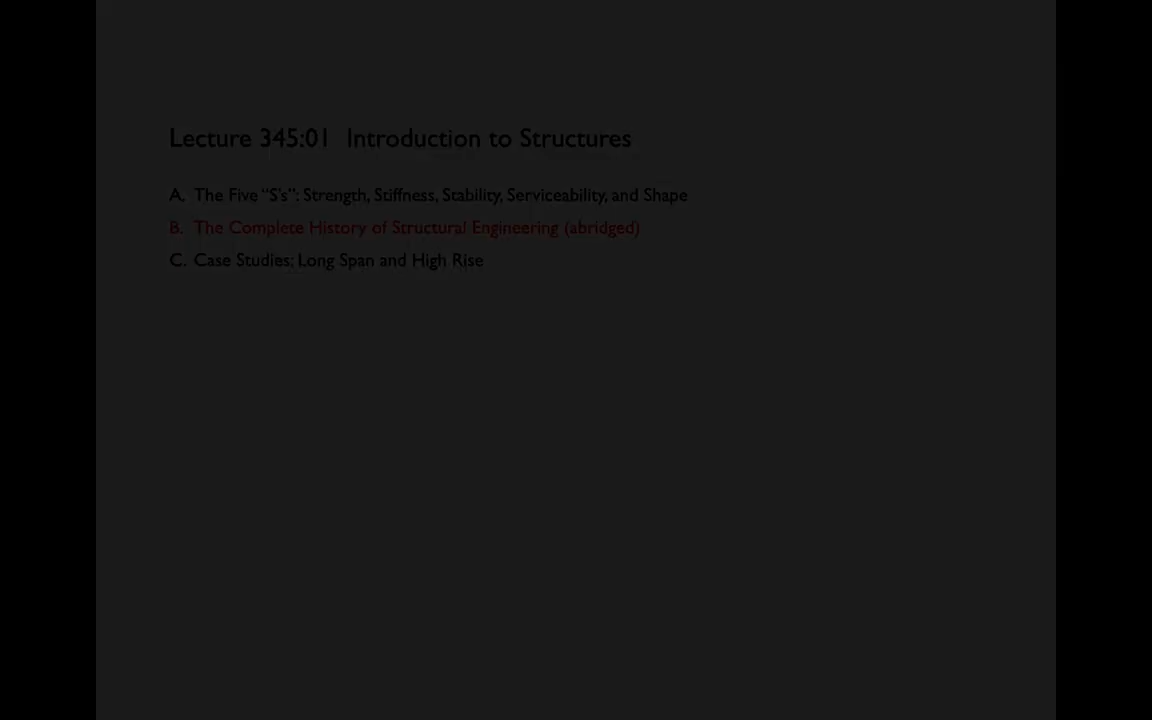 Lecture 345:01 Introduction to Structures
A. The Five “S’s”: Strength, Stiffness, Stability, Serviceability, and Shape
B. The Complete History of Structural Engineering (abridged)
C. Case Studies: Long Span and High Rise